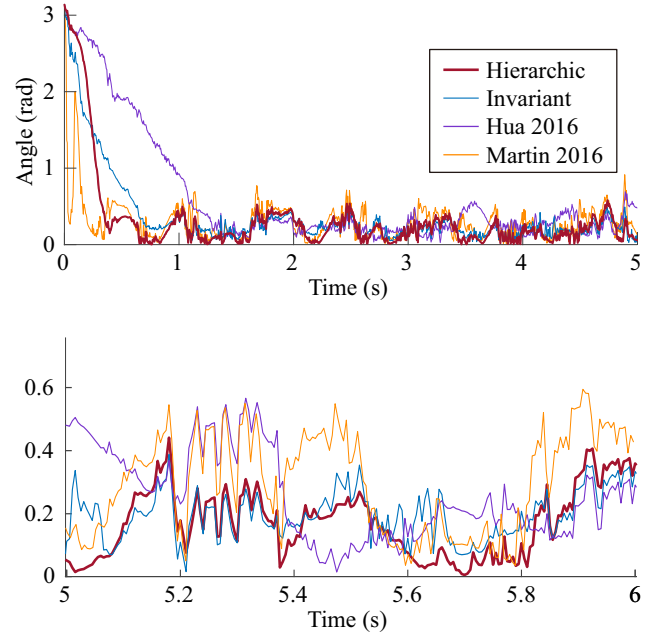 3
2
1
0
Angle (rad)
Hierarchic
Invariant
Hua 2016
Martin 2016
0 1 2 3 4 5
Time (s)
0.6
0.4
0.2
0
5 5.2 5.4 5.6 5.8 6
Time (s)